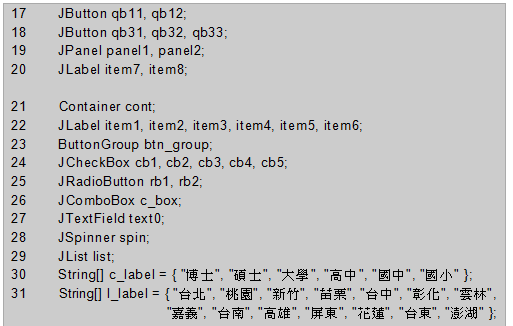 17 JButton qb11, qb12;
18 JButton qb31, qb32, qb33;
19 JPanel panel1, panel2;
20 JLabel item7, item8;
21 Container cont;
22 JLabel item1, item2, item3, item4, item5, item6;
23 ButtonGroup btn_group;
24 JCheckBox cb1, cb2, cb3, cb4, cb5;
25 JRadioButton rb1, rb2;
26 JComboBox c_box;
27 JTextField text0;
28 JSpinner spin;
29 JList list;
30 String[] c_label = { "博士", "碩士", "大學", "高中", "國中", "國小" };
31 String[] l_label = { "台北", "桃園", "新竹", "苗栗", "台中", "彰化", "雲林",
"嘉義", "台南", "高雄", "屏東", "花蓮", "台東", "澎湖" };